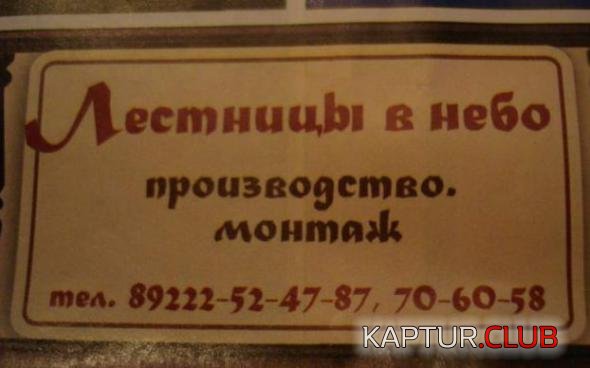 Лестницы в небо
производство.
монтаж
тел. 89222-52-47-87, 70-60-58
KAPTUR.CLUB